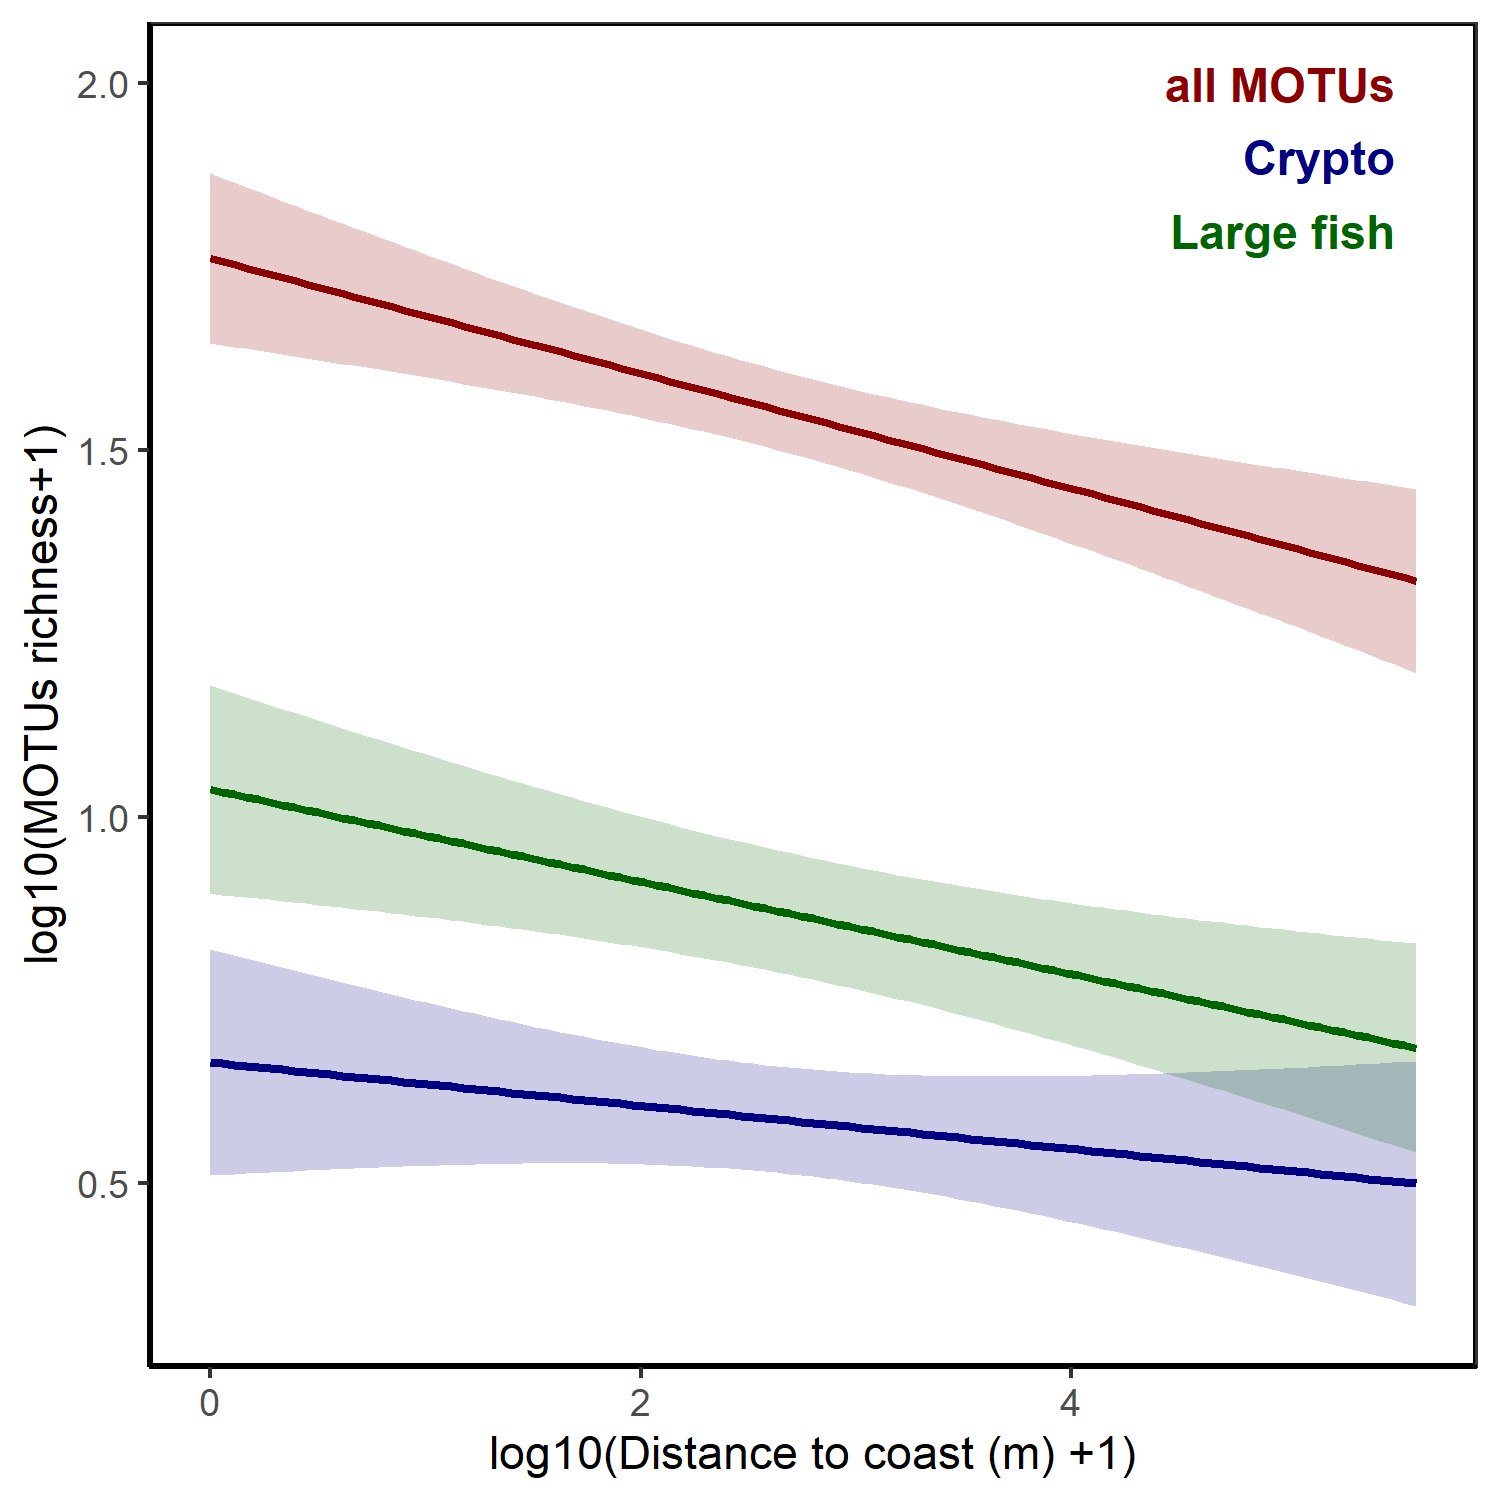 all MOTUs
Crypto
Large fish
log10(MOTUs richness+1)
2.0
1.5
1.0
0.5
0
2
4
log10(Distance to coast (m) +1)